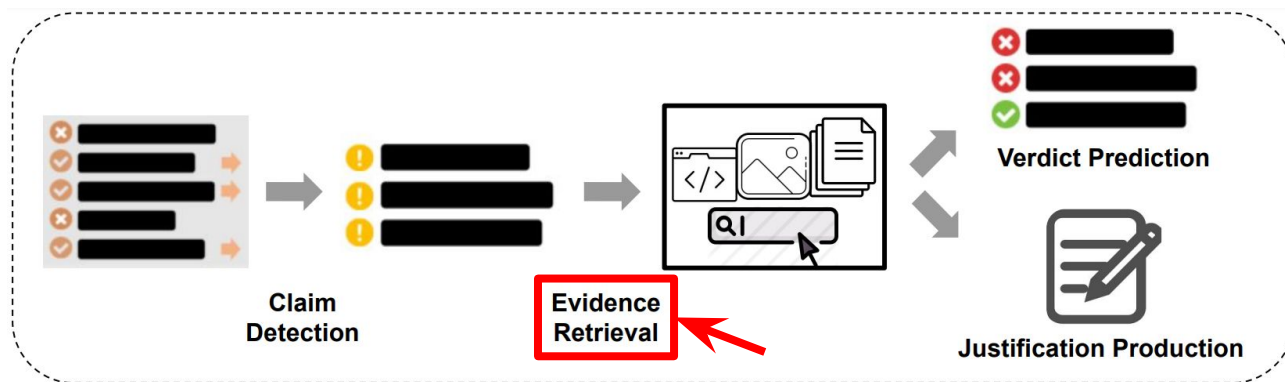 Claim
Detection
Evidence
Retrieval
</>
Verdict Prediction
Justification Production